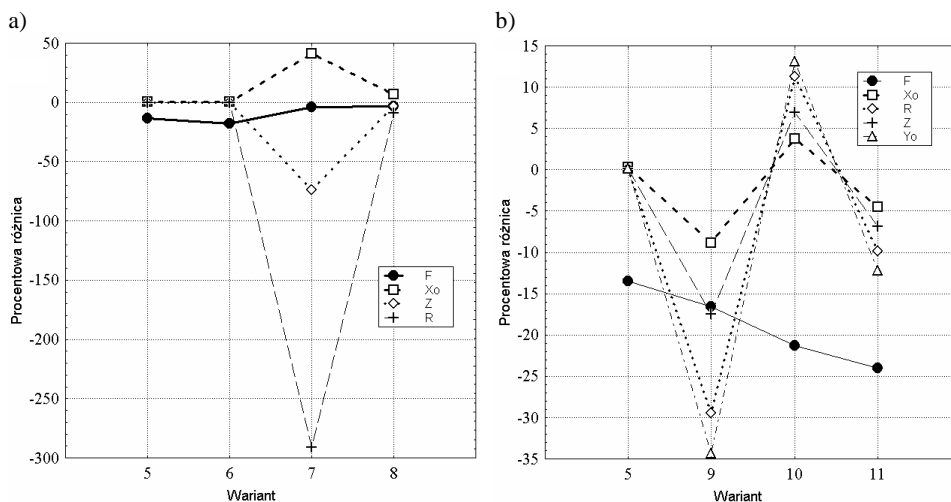 a)
50
0
-50
-100
-150
-200
-250
-300
Procentowa różnica
5 6 7 8
Wariant
F
Xo
Z
R
b)
15
10
5
0
-5
-10
-15
-20
-25
-30
-35
Procentowa różnica
5 9 10 11
Wariant
F
Xo
R
Z
Yo